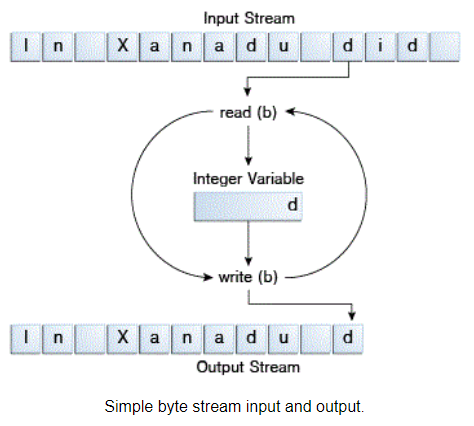 Input Stream
I n X a n a d u d i d
read (b)
Integer Variable
d
write (b)
I n X a n a d u d
Output Stream
Simple byte stream input and output.